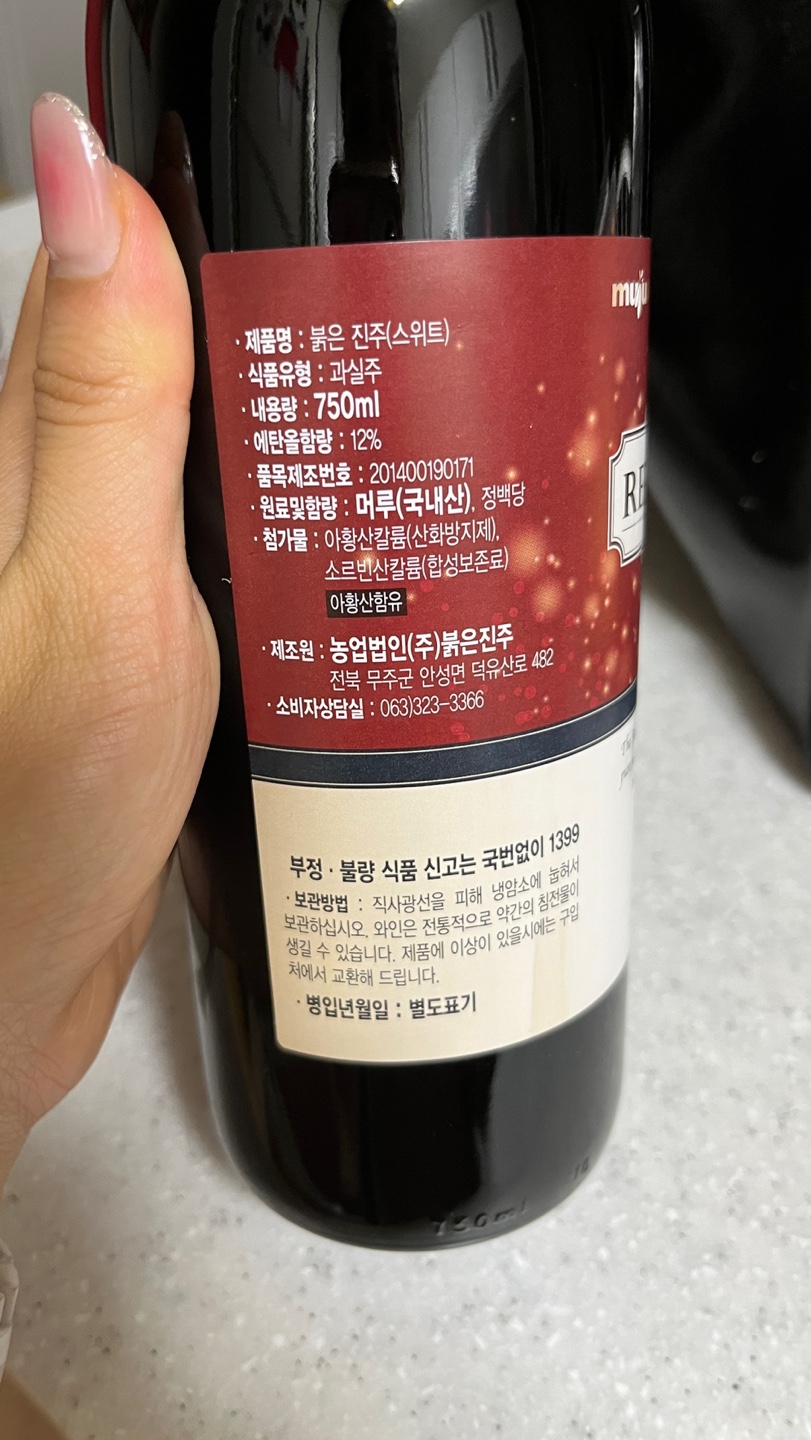 muju
· 제품명 : 붉은 진주(스위트)
· 식품유형 : 과실주
· 내용량 : 750ml
· 에탄올함량 : 12%
· 품목제조번호 : 201400190171
· 원료및함량 : 머루(국내산), 정백당
· 첨가물 : 아황산칼륨(산화방지제),
소르빈산칼륨(합성보존료)
아황산함유
· 제조원 : 농업법인(주)붉은진주
전북 무주군 안성면 덕유산로 482
· 소비자상담실 : 063)323-3366
부정 · 불량 식품 신고는 국번없이 1399
· 보관방법 : 직사광선을 피해 냉암소에 눕혀서
보관하십시오. 와인은 전통적으로 약간의 침전물이
생길 수 있습니다. 제품에 이상이 있을시에는 구입
처에서 교환해 드립니다.
· 병입년월일 : 별도표기
750ml